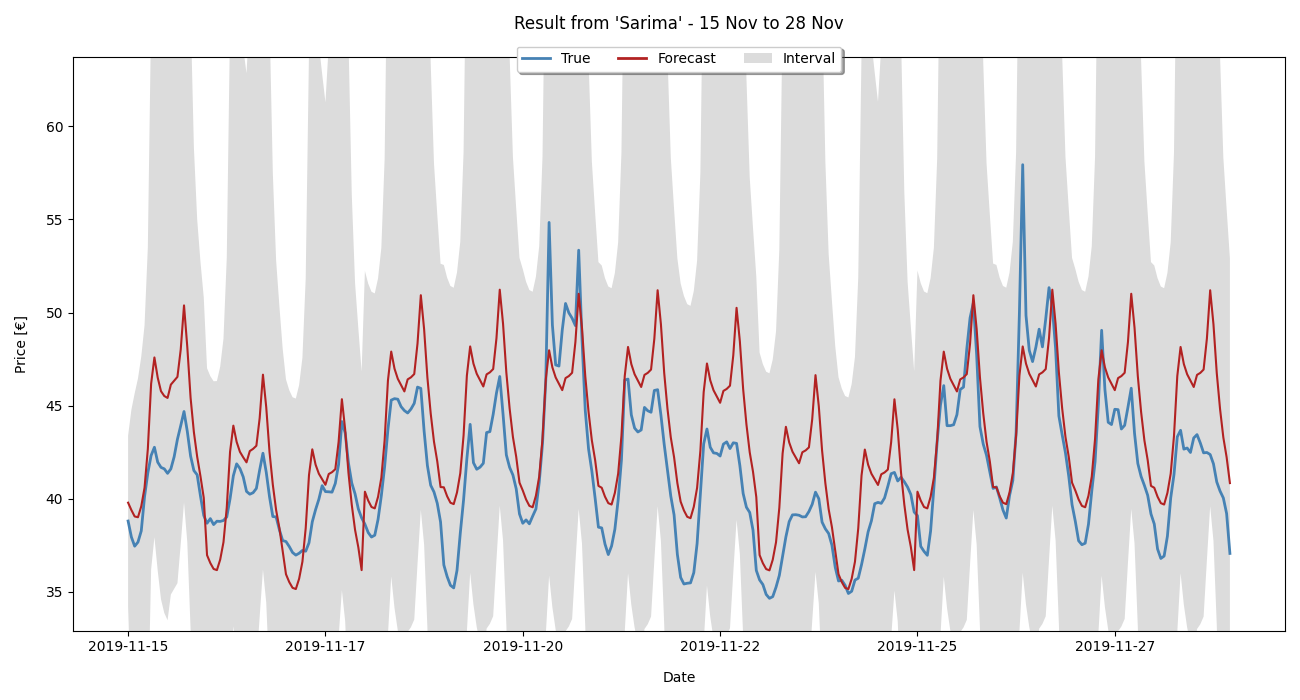 Result from 'Sarima' - 15 Nov to 28 Nov
True Forecast Interval
Price [€]
60
55
50
45
40
35
2019-11-15 2019-11-17 2019-11-20 2019-11-22 2019-11-25 2019-11-27
Date